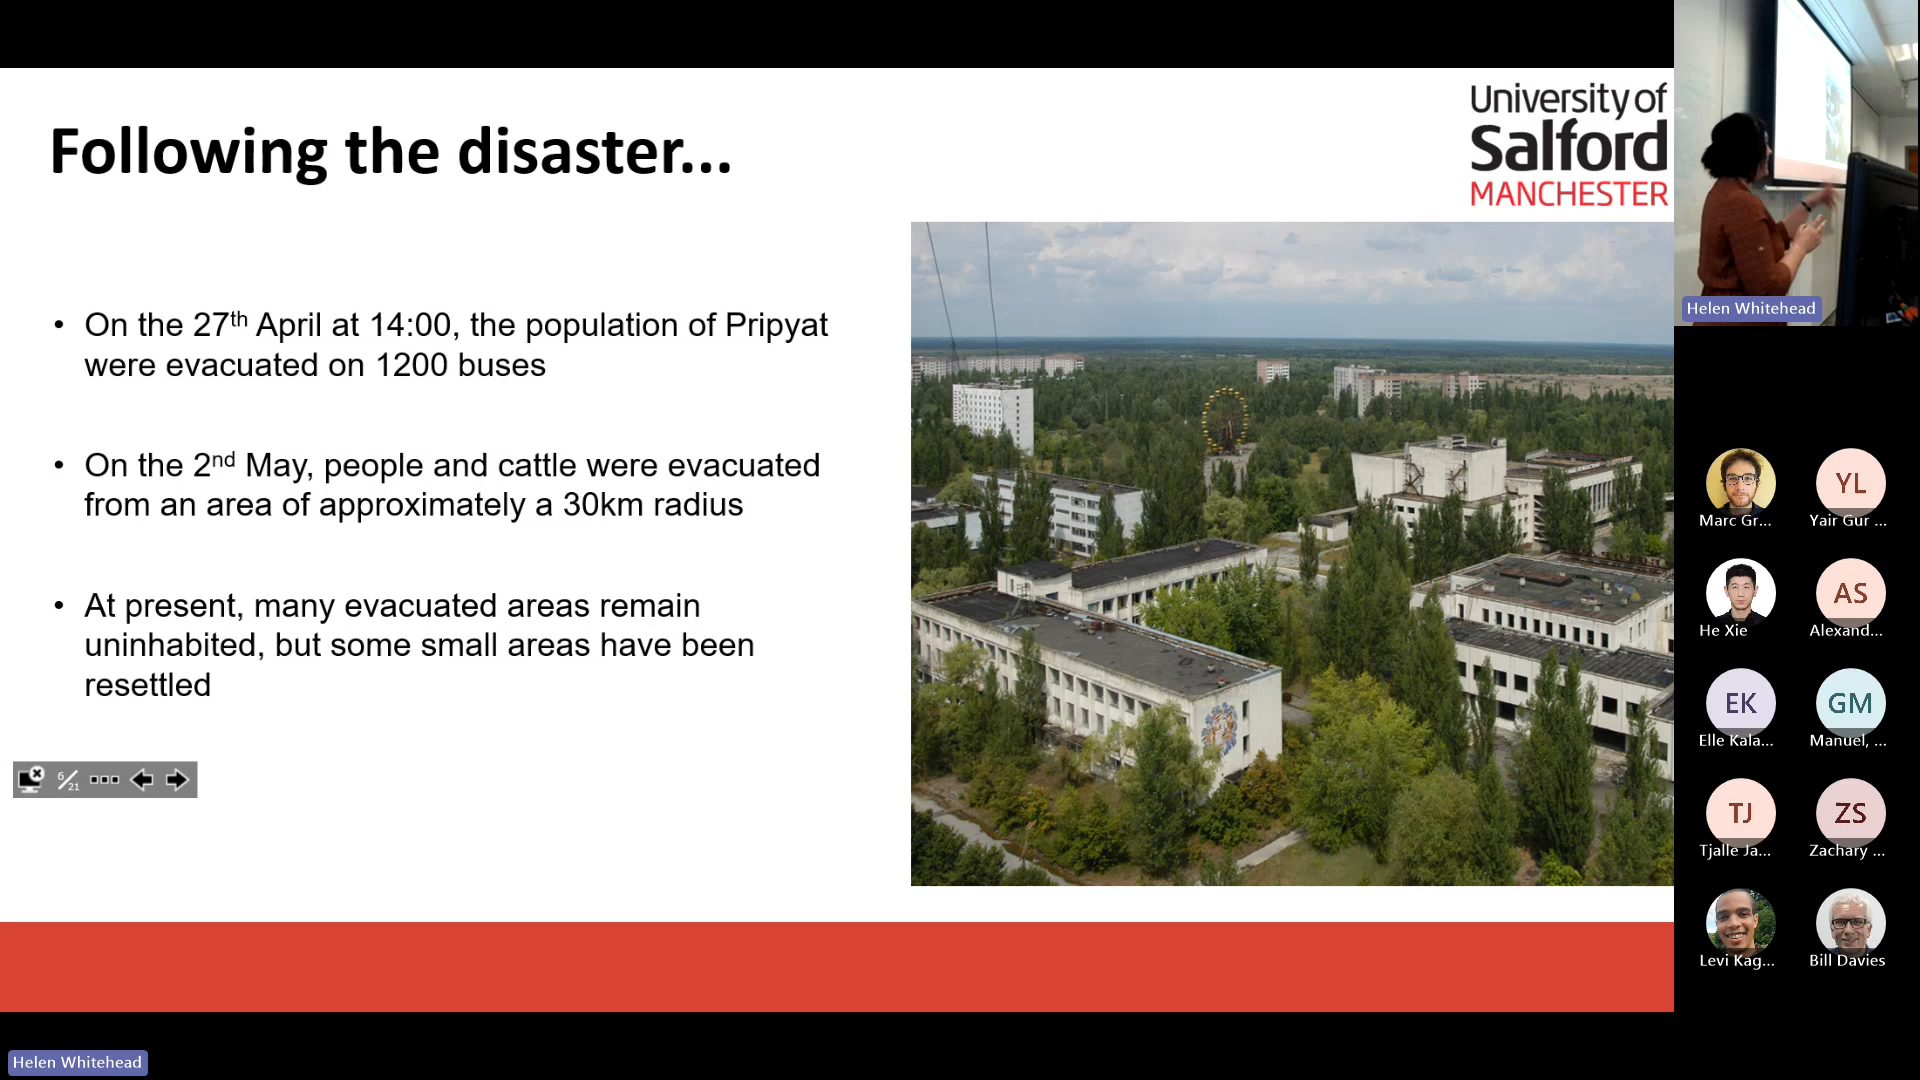 Following the disaster...
University of
Salford
MANCHESTER
• On the 27th April at 14:00, the population of Pripyat
were evacuated on 1200 buses
• On the 2nd May, people and cattle were evacuated
from an area of approximately a 30km radius
• At present, many evacuated areas remain
uninhabited, but some small areas have been
resettled
6/21
Helen Whitehead
Marc Gr...
YL
Yair Gur ...
He Xie
AS
Alexand...
EK
Elle Kala...
GM
Manuel, ...
TJ
Tjalle Ja...
ZS
Zachary ...
Levi Kag...
Bill Davies
Helen Whitehead